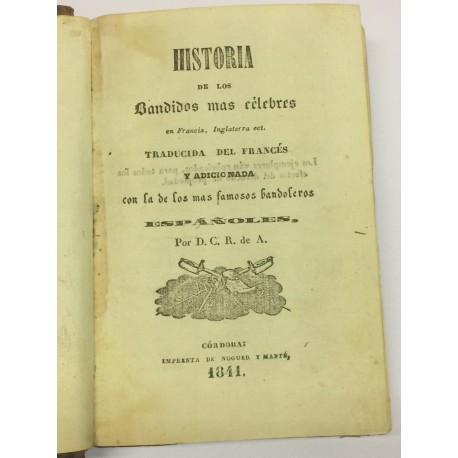 HISTORIA
DE LOS
Bandidos mas célebres
en Francia, Inglaterra ect.
TRADUCIDA DEL FRANCÉS
Y ADICIONADA
con la de los mas famosos bandoleros
ESPAÑOLES,
Por D. C. R. de A.
CÓRDOBA:
IMPRENTA DE NOGUER Y MANTÉ,
1841.